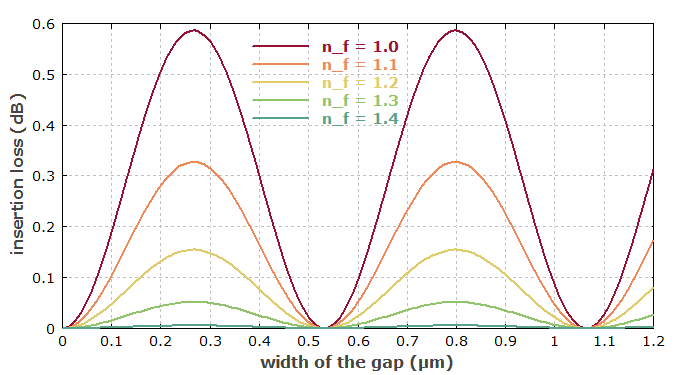 0.6
0.5
0.4
0.3
0.2
0.1
0
n_f = 1.0
n_f = 1.1
n_f = 1.2
n_f = 1.3
n_f = 1.4
insertion loss (dB)
0 0.1 0.2 0.3 0.4 0.5 0.6 0.7 0.8 0.9 1 1.1 1.2
width of the gap (µm)